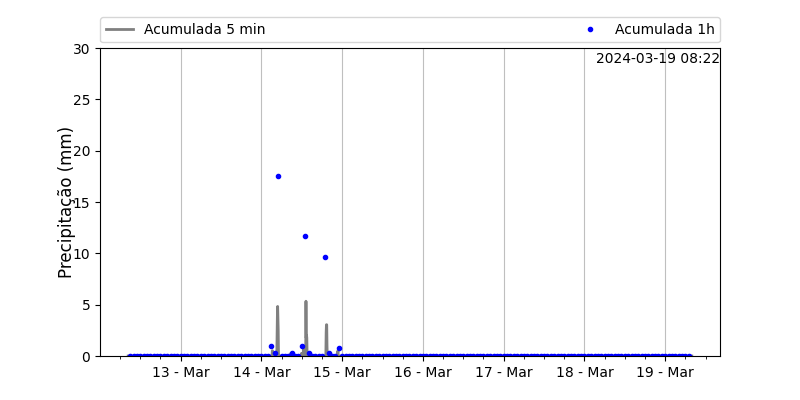 Acumulada 5 min
Acumulada 1h
2024-03-19 08:22
Precipitação (mm)
30
25
20
15
10
5
0
13 - Mar
14 - Mar
15 - Mar
16 - Mar
17 - Mar
18 - Mar
19 - Mar